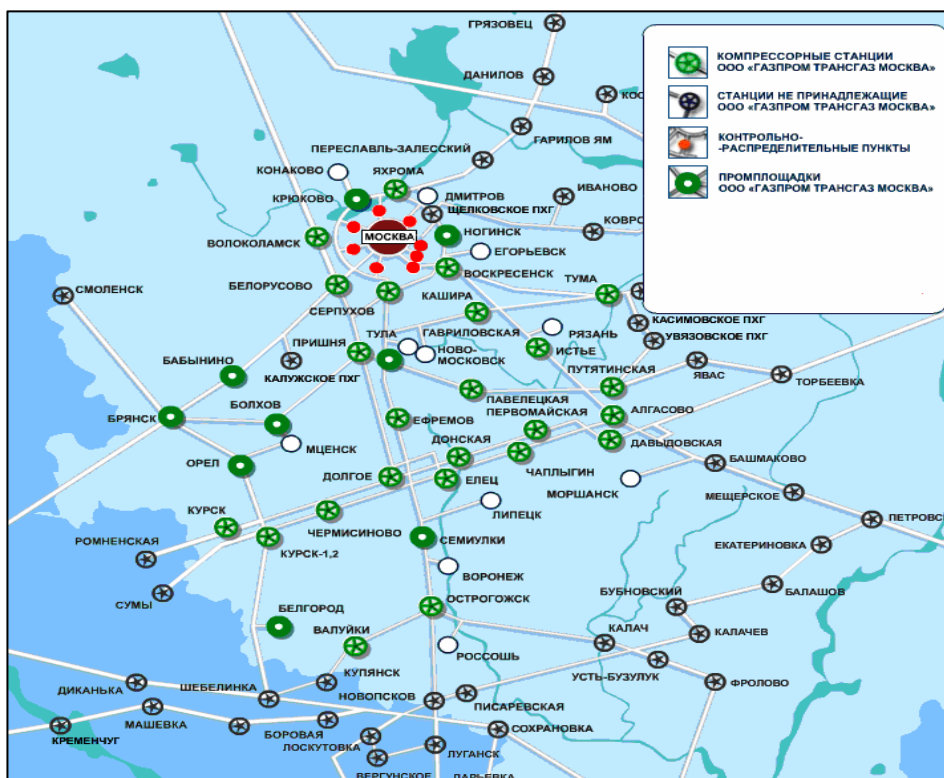 ГРЯЗОВЕЦ
КОМПРЕССОРНЫЕ СТАНЦИИ
ООО «ГАЗПРОМ ТРАНСГАЗ МОСКВА»
ДАНИЛОВ
СТАНЦИИ НЕ ПРИНАДЛЕЖАЩИЕ
ООО «ГАЗПРОМ ТРАНСГАЗ МОСКВА»
КОС
ГАРИЛОВ ЯМ
КОНТРОЛЬНО-
-РАСПРЕДЕЛИТЕЛЬНЫЕ ПУНКТЫ
ПЕРЕСЛАВЛЬ-ЗАЛЕССКИЙ
КОНАКОВО
ЯХРОМА
ПРОМПЛОЩАДКИ
ООО «ГАЗПРОМ ТРАНСГАЗ МОСКВА»
ИВАНОВО
ДМИТРОВ
КРЮКОВО
ЩЕЛКОВСКОЕ ПХГ
КОВРО
НОГИНСК
МОСКВА
ВОЛОКОЛАМСК
ЕГОРЬЕВСК
ВОСКРЕСЕНСК
ТУМА
СМОЛЕНСК
БЕЛОРУСОВО
КАШИРА
СЕРПУХОВ
КАСИМОВСКОЕ ПХГ
ТУЛА
ГАВРИЛОВСКАЯ
РЯЗАНЬ
УВЯЗОВСКОЕ ПХГ
ПРИШНЯ
НОВО-
МОСКОВСК
ИСТЬЕ
БАБЫНИНО
КАЛУЖСКОЕ ПХГ
ПУТЯТИНСКАЯ
ЯВАС
ТОРБЕЕВКА
ПАВЕЛЕЦКАЯ
БОЛХОВ
ПЕРВОМАЙСКАЯ
АЛГАСОВО
БРЯНСК
ЕФРЕМОВ
ДОНСКАЯ
ДАВЫДОВСКАЯ
МЦЕНСК
БАШМАКОВО
ОРЕЛ
ДОЛГОЕ
ЕЛЕЦ
ЧАПЛЫГИН
МОРШАНСК
МЕЩЕРСКОЕ
КУРСК
ЛИПЕЦК
ПЕТРОВС
РОМНЕНСКАЯ
ЧЕРМИСИНОВО
СЕМИУЛКИ
ЕКАТЕРИНОВКА
КУРСК-1,2
ВОРОНЕЖ
БАЛАШОВ
СУМЫ
БУБНОВСКИЙ
БЕЛГОРОД
ОСТРОГОЖСК
ВАЛУЙКИ
КАЛАЧ
КАЛАЧЕВ
РОССОШЬ
КУПЯНСК
УСТЬ-БУЗУЛУК
ФРОЛОВО
ДИКАНЬКА
ШЕБЕЛИНКА
НОВОПСКОВ
ПИСАРЕВСКАЯ
МАШЕВКА
КРЕМЕНЧУГ
БОРОВАЯ
СОХРАНОВКА
ЛОСКУТОВКА
ЛУГАНСК
ВЕРГУНСКОЕ
ДАРЬЕВКА